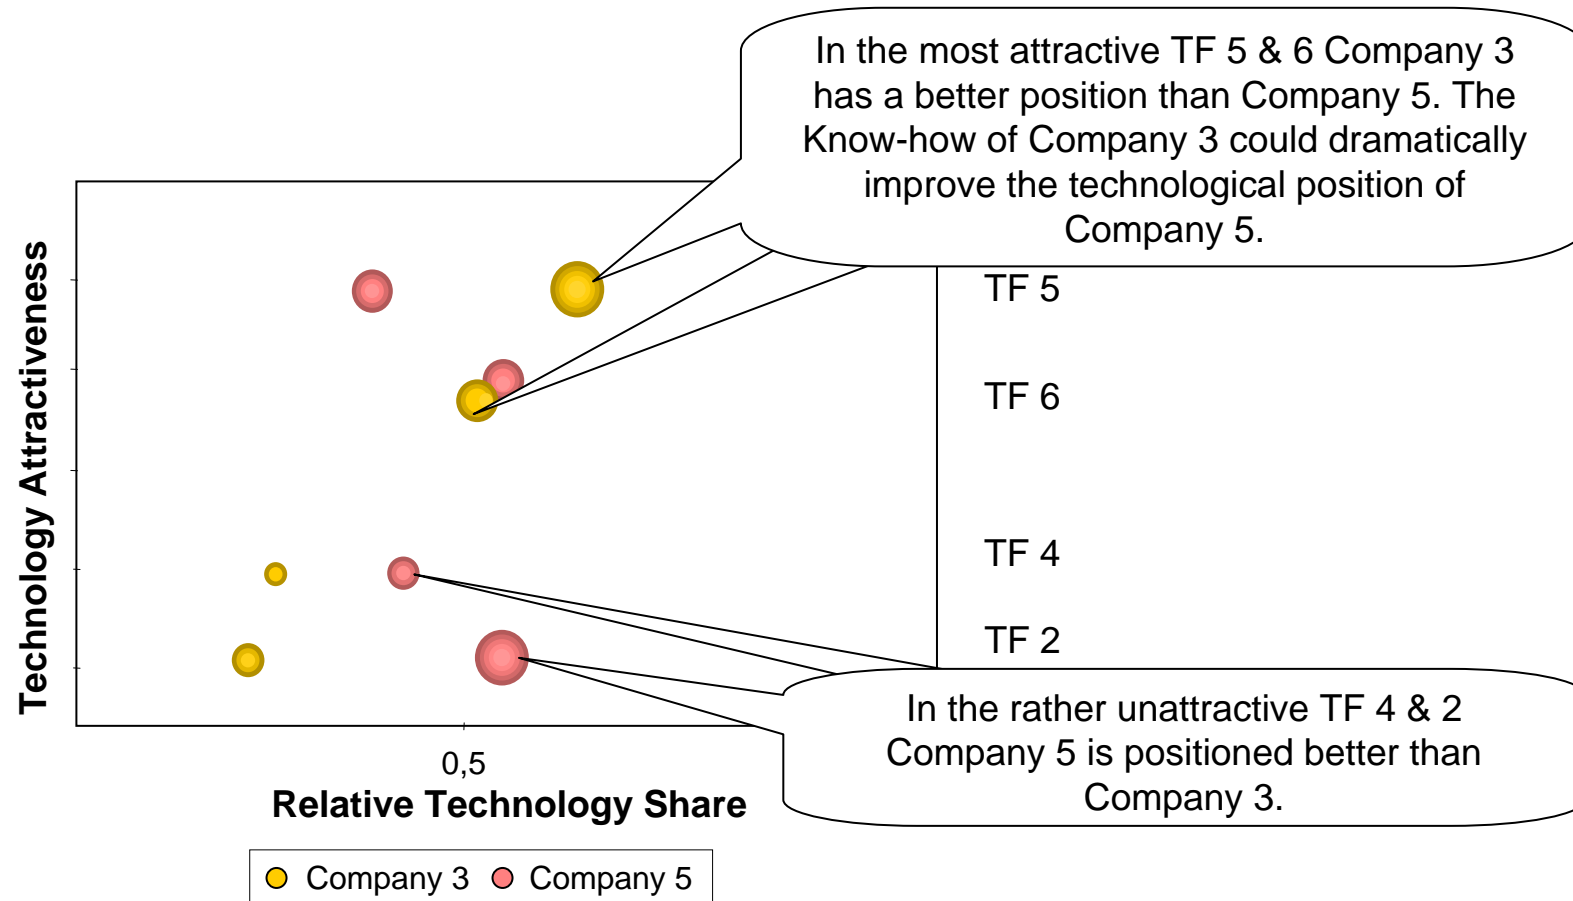 In the most attractive TF 5 & 6 Company 3
has a better position than Company 5. The
Know-how of Company 3 could dramatically
improve the technological position of
Company 5.
Technology Attractiveness
TF 5
TF 6
TF 4
TF 2
In the rather unattractive TF 4 & 2
Company 5 is positioned better than
Company 3.
0,5
Relative Technology Share
Company 3 Company 5